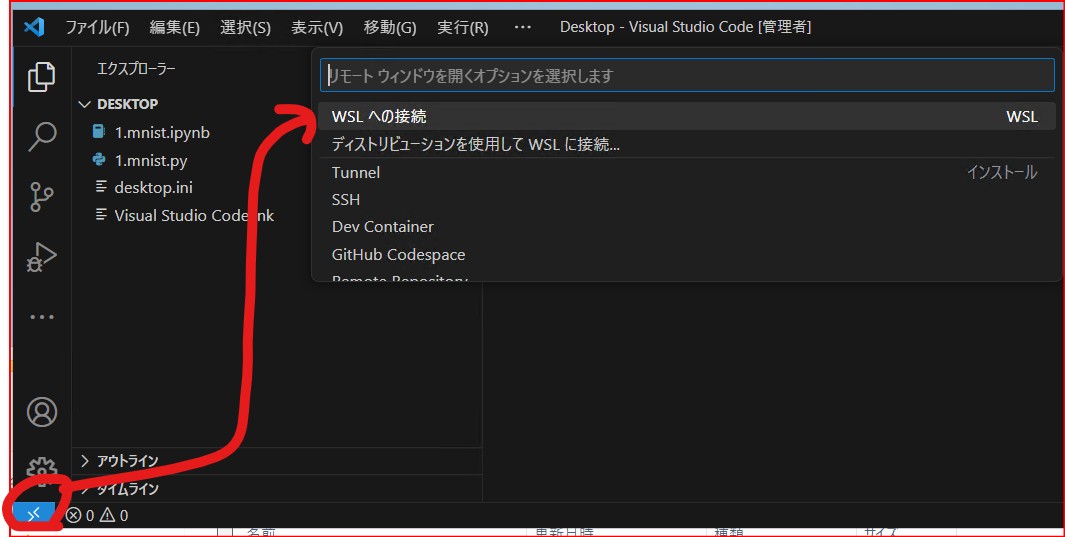 ファイル(F) 編集(E) 選択(S) 表示(V) 移動(G) 実行(R) ··· Desktop - Visual Studio Code [管理者]
エクスプローラー
リモート ウィンドウを開くオプションを選択します
DESKTOP
WSL への接続 WSL
1.mnist.ipynb
ディストリビューションを使用して WSL に接続...
1.mnist.py
Tunnel インストール
desktop.ini
SSH
Visual Studio Code
Dev Container
GitHub Codespace
Remote Repository
アウトライン
タイムライン
0 0
名前 更新日時 種類 サイズ